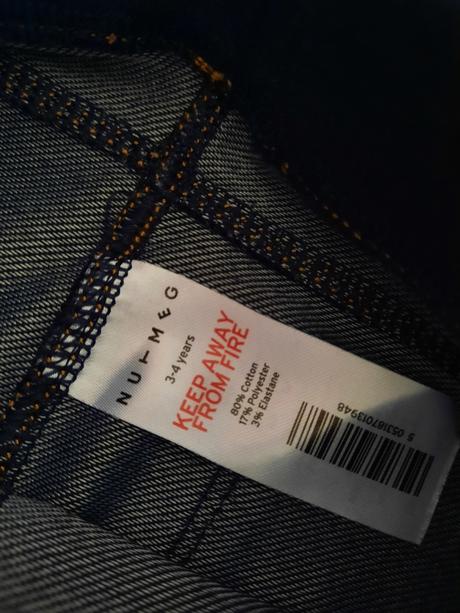 NUTMEG
3-4 years
KEEP AWAY
FROM FIRE
80% Cotton
17% Polyester
3% Elastane
5 053187013948